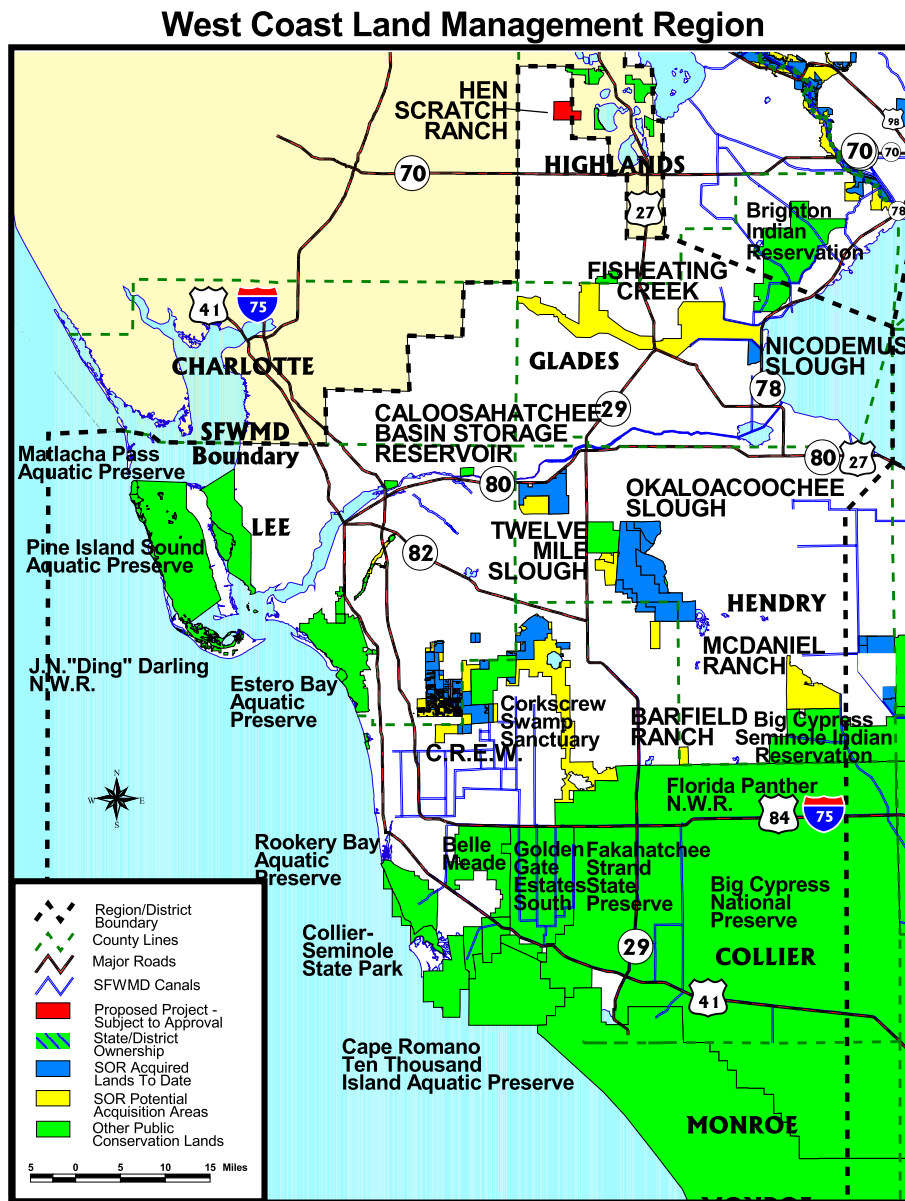 West Coast Land Management Region
HEN
SCRATCH
RANCH
HIGHLANDS
98
70
70
70
27
78
Brighton
Indian
Reservation
FISHEATING
CREEK
41
75
CHARLOTTE
GLADES
NICODEMUS
SLOUGH
78
29
CALOOSAHATCHEE
BASIN STORAGE
RESERVOIR
SFWMD
Boundary
Matlacha Pass
Aquatic Preserve
80
80
27
OKALOACOOCHEE
SLOUGH
LEE
TWELVE
MILE
SLOUGH
82
Pine Island Sound
Aquatic Preserve
HENDRY
MCDANIEL
RANCH
J.N."Ding" Darling
N.W.R.
Estero Bay
Aquatic
Preserve
Corkscrew
Swamp
Sanctuary
C.R.E.W.
BARFIELD
RANCH
Big Cypress
Seminole Indian
Reservation
Florida Panther
N.W.R.
84
75
N
W
E
S
Rookery Bay
Aquatic
Preserve
Belle
Meade
Golden
Gate
Estates
South
Fakahatchee
Strand
State
Preserve
Big Cypress
National
Preserve
Collier-
Seminole
State Park
29
COLLIER
41
Cape Romano
Ten Thousand
Island Aquatic Preserve
MONROE
MONROE
Region/District
Boundary
County Lines
Major Roads
SFWMD Canals
Proposed Project -
Subject to Approval
State/District
Ownership
SOR Acquired
Lands To Date
SOR Potential
Acquisition Areas
Other Public
Conservation Lands
5 0 5 10 15 Miles